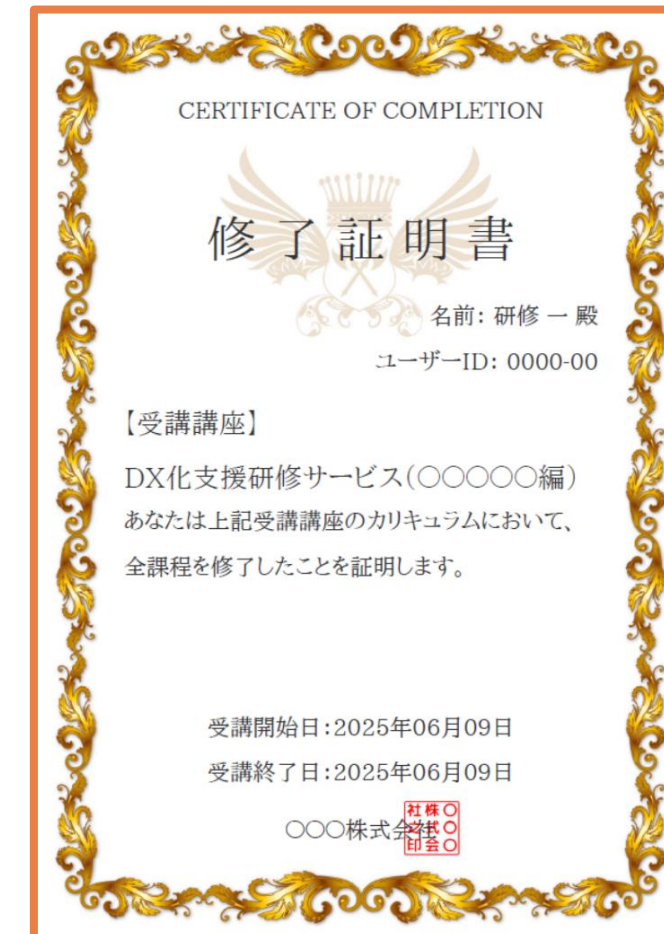 CERTIFICATE OF COMPLETION
修了証明書
名前: 研修 一 殿
ユーザーID: 0000-00
【受講講座】
DX化支援研修サービス(○○○○○編)
あなたは上記受講講座のカリキュラムにおいて、
全課程を修了したことを証明します。
受講開始日:2025年06月09日
受講終了日:2025年06月09日
○○○株式会社
○○○
株式会
社之印